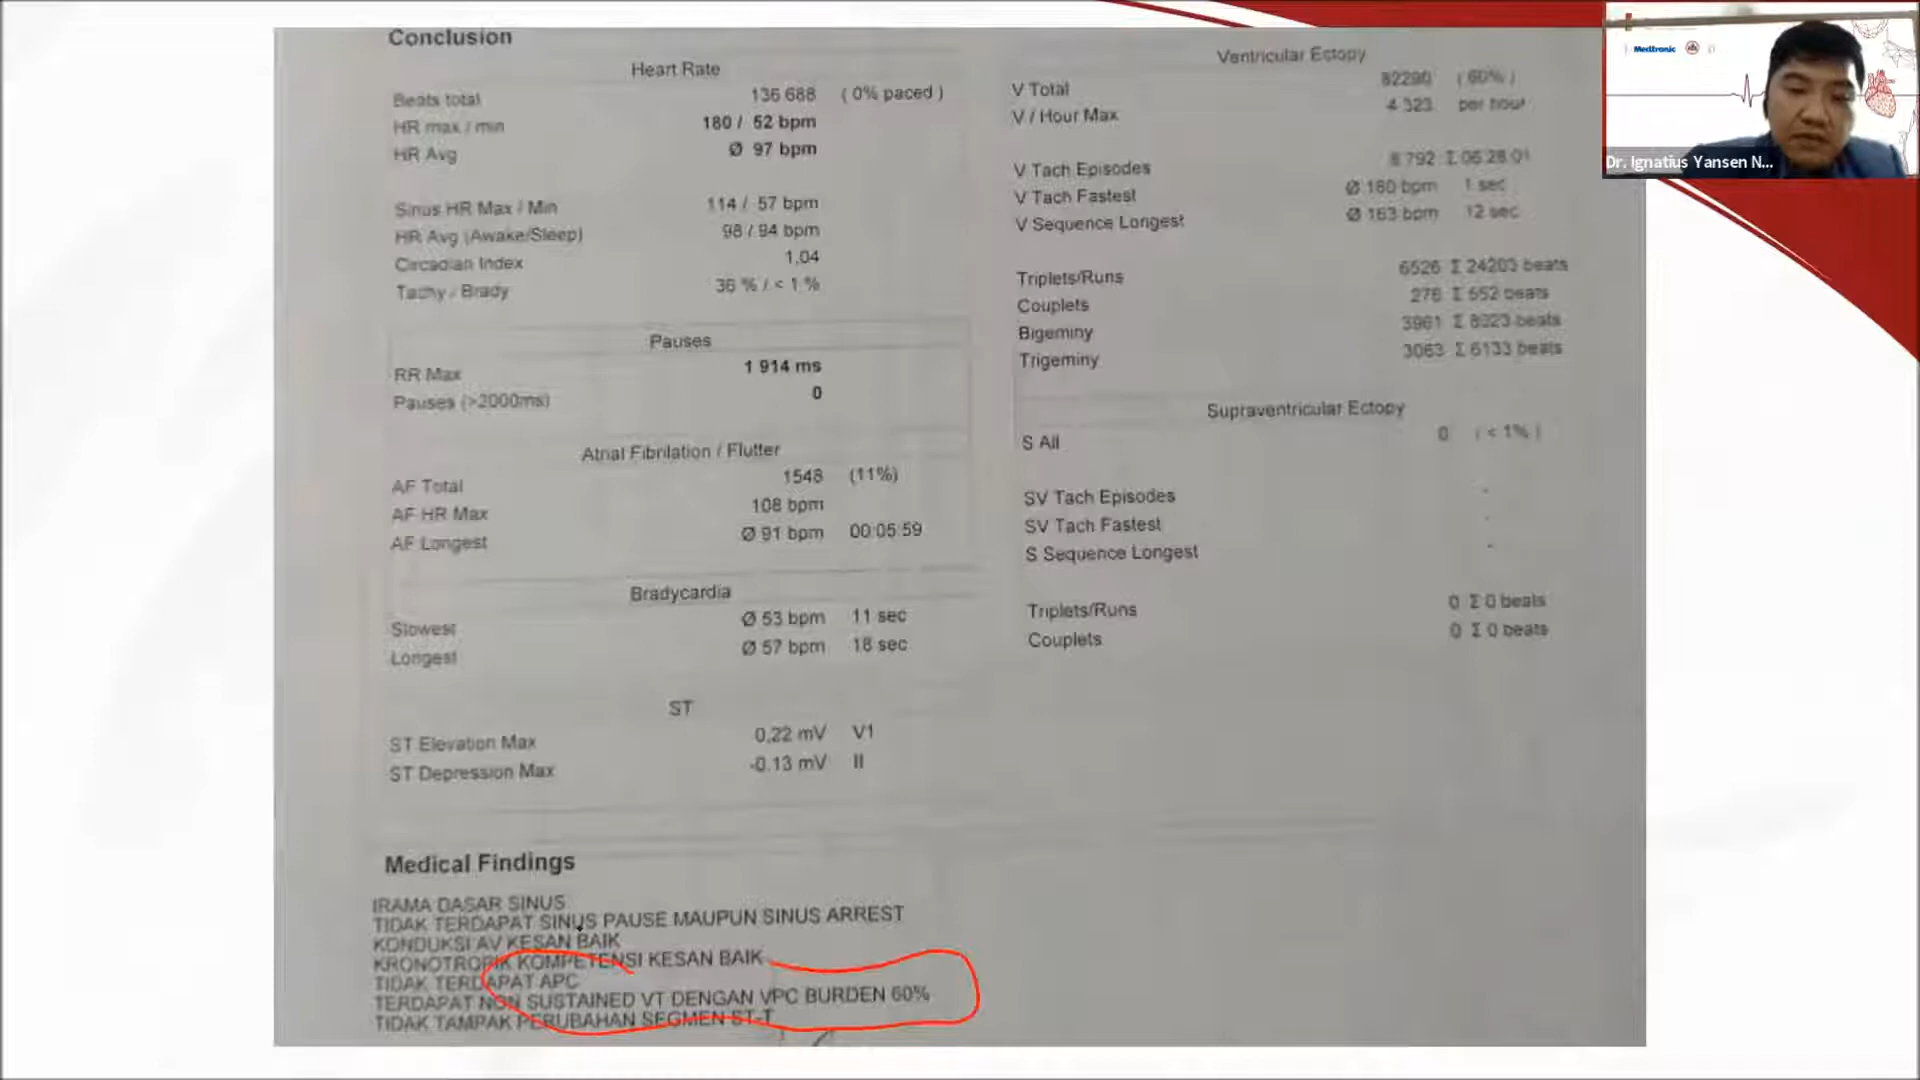 Conclusion
Heart Rate
Beats total 136 688 ( 0% paced )
HR max / min 180 / 52 bpm
HR Avg Ø 97 bpm
Sinus HR Max / Min 114 / 57 bpm
HR Avg (Awake/Sleep) 98 / 94 bpm
Circadian Index 1,04
Tachy / Brady 36 % / < 1 %
Pauses
RR Max 1 914 ms
Pauses (>2000ms) 0
Atrial Fibrilation / Flutter
AF Total 1548 (11%)
AF HR Max 108 bpm
AF Longest Ø 91 bpm 00:05:59
Bradycardia
Slowest Ø 53 bpm 11 sec
Longest Ø 57 bpm 18 sec
ST
ST Elevation Max 0,22 mV V1
ST Depression Max -0.13 mV II
Ventricular Ectopy
V Total 82290 ( 60% )
V / Hour Max 4 323 per hour
V Tach Episodes 8 792 Σ 06:28:01
V Tach Fastest Ø 180 bpm 1 sec
V Sequence Longest Ø 163 bpm 12 sec
Triplets/Runs 6526 Σ 24203 beats
Couplets 276 Σ 552 beats
Bigeminy 3961 Σ beats
Trigeminy 3063 Σ 6133 beats
Supraventricular Ectopy
S All 0 ( < 1% )
SV Tach Episodes -
SV Tach Fastest -
S Sequence Longest -
Triplets/Runs 0 Σ 0 beats
Couplets 0 Σ 0 beats
Medical Findings
IRAMA DASAR SINUS
TIDAK TERDAPAT SINUS PAUSE MAUPUN SINUS ARREST
KONDUKSI AV KESAN BAIK
KRONOTROPIK KOMPETENSI KESAN BAIK
TIDAK TERDAPAT APC
TERDAPAT NON SUSTAINED VT DENGAN VPC BURDEN 60%
TIDAK TAMPAK PERUBAHAN SEGMEN ST-T
Medtronic
Dr. Ignatius Yansen N...